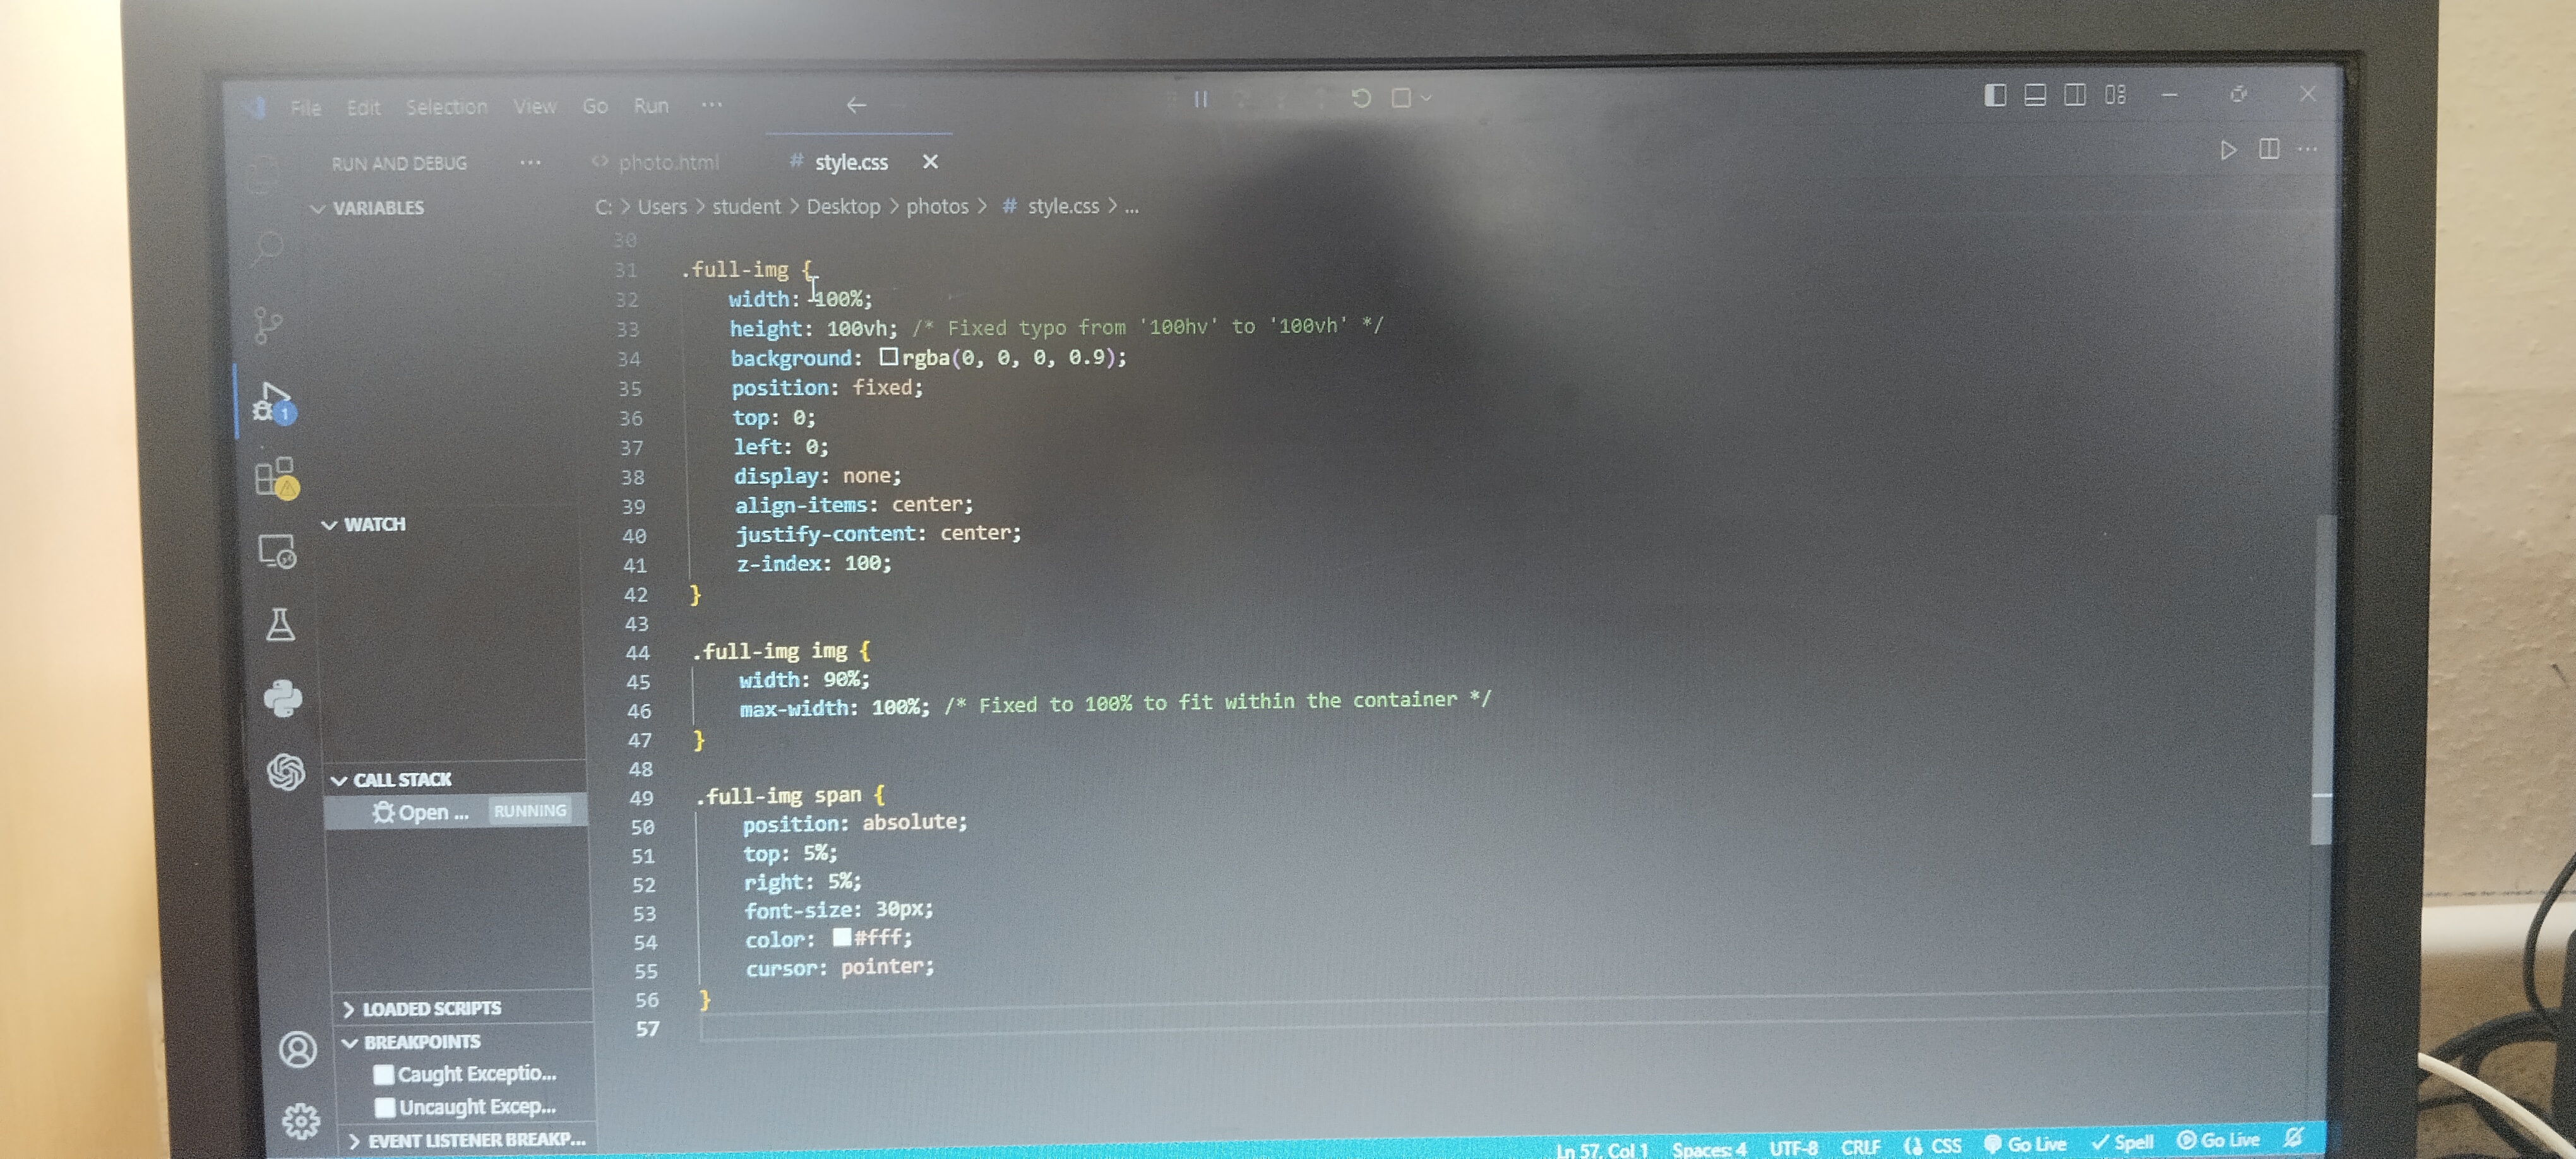 File Edit Selection View Go Run ...
RUN AND DEBUG ...
photo.html
# style.css
VARIABLES
C: > Users > student > Desktop > photos > # style.css > ...
30
31 .full-img {
32 width: 100%;
33 height: 100vh; /* Fixed typo from '100hv' to '100vh' */
34 background: rgba(0, 0, 0, 0.9);
35 position: fixed;
36 top: 0;
37 left: 0;
38 display: none;
39 align-items: center;
40 justify-content: center;
41 z-index: 100;
42 }
43
44 .full-img img {
45 width: 90%;
46 max-width: 100%; /* Fixed to 100% to fit within the container */
47 }
48
49 .full-img span {
50 position: absolute;
51 top: 5%;
52 right: 5%;
53 font-size: 30px;
54 color: #fff;
55 cursor: pointer;
56 }
57
1
WATCH
CALL STACK
Open ... RUNNING
LOADED SCRIPTS
BREAKPOINTS
Caught Exceptio...
Uncaught Excep...
EVENT LISTENER BREAKP...
Ln 57, Col 1 Spaces: 4 UTF-8 CRLF CSS Go Live Spell Go Live